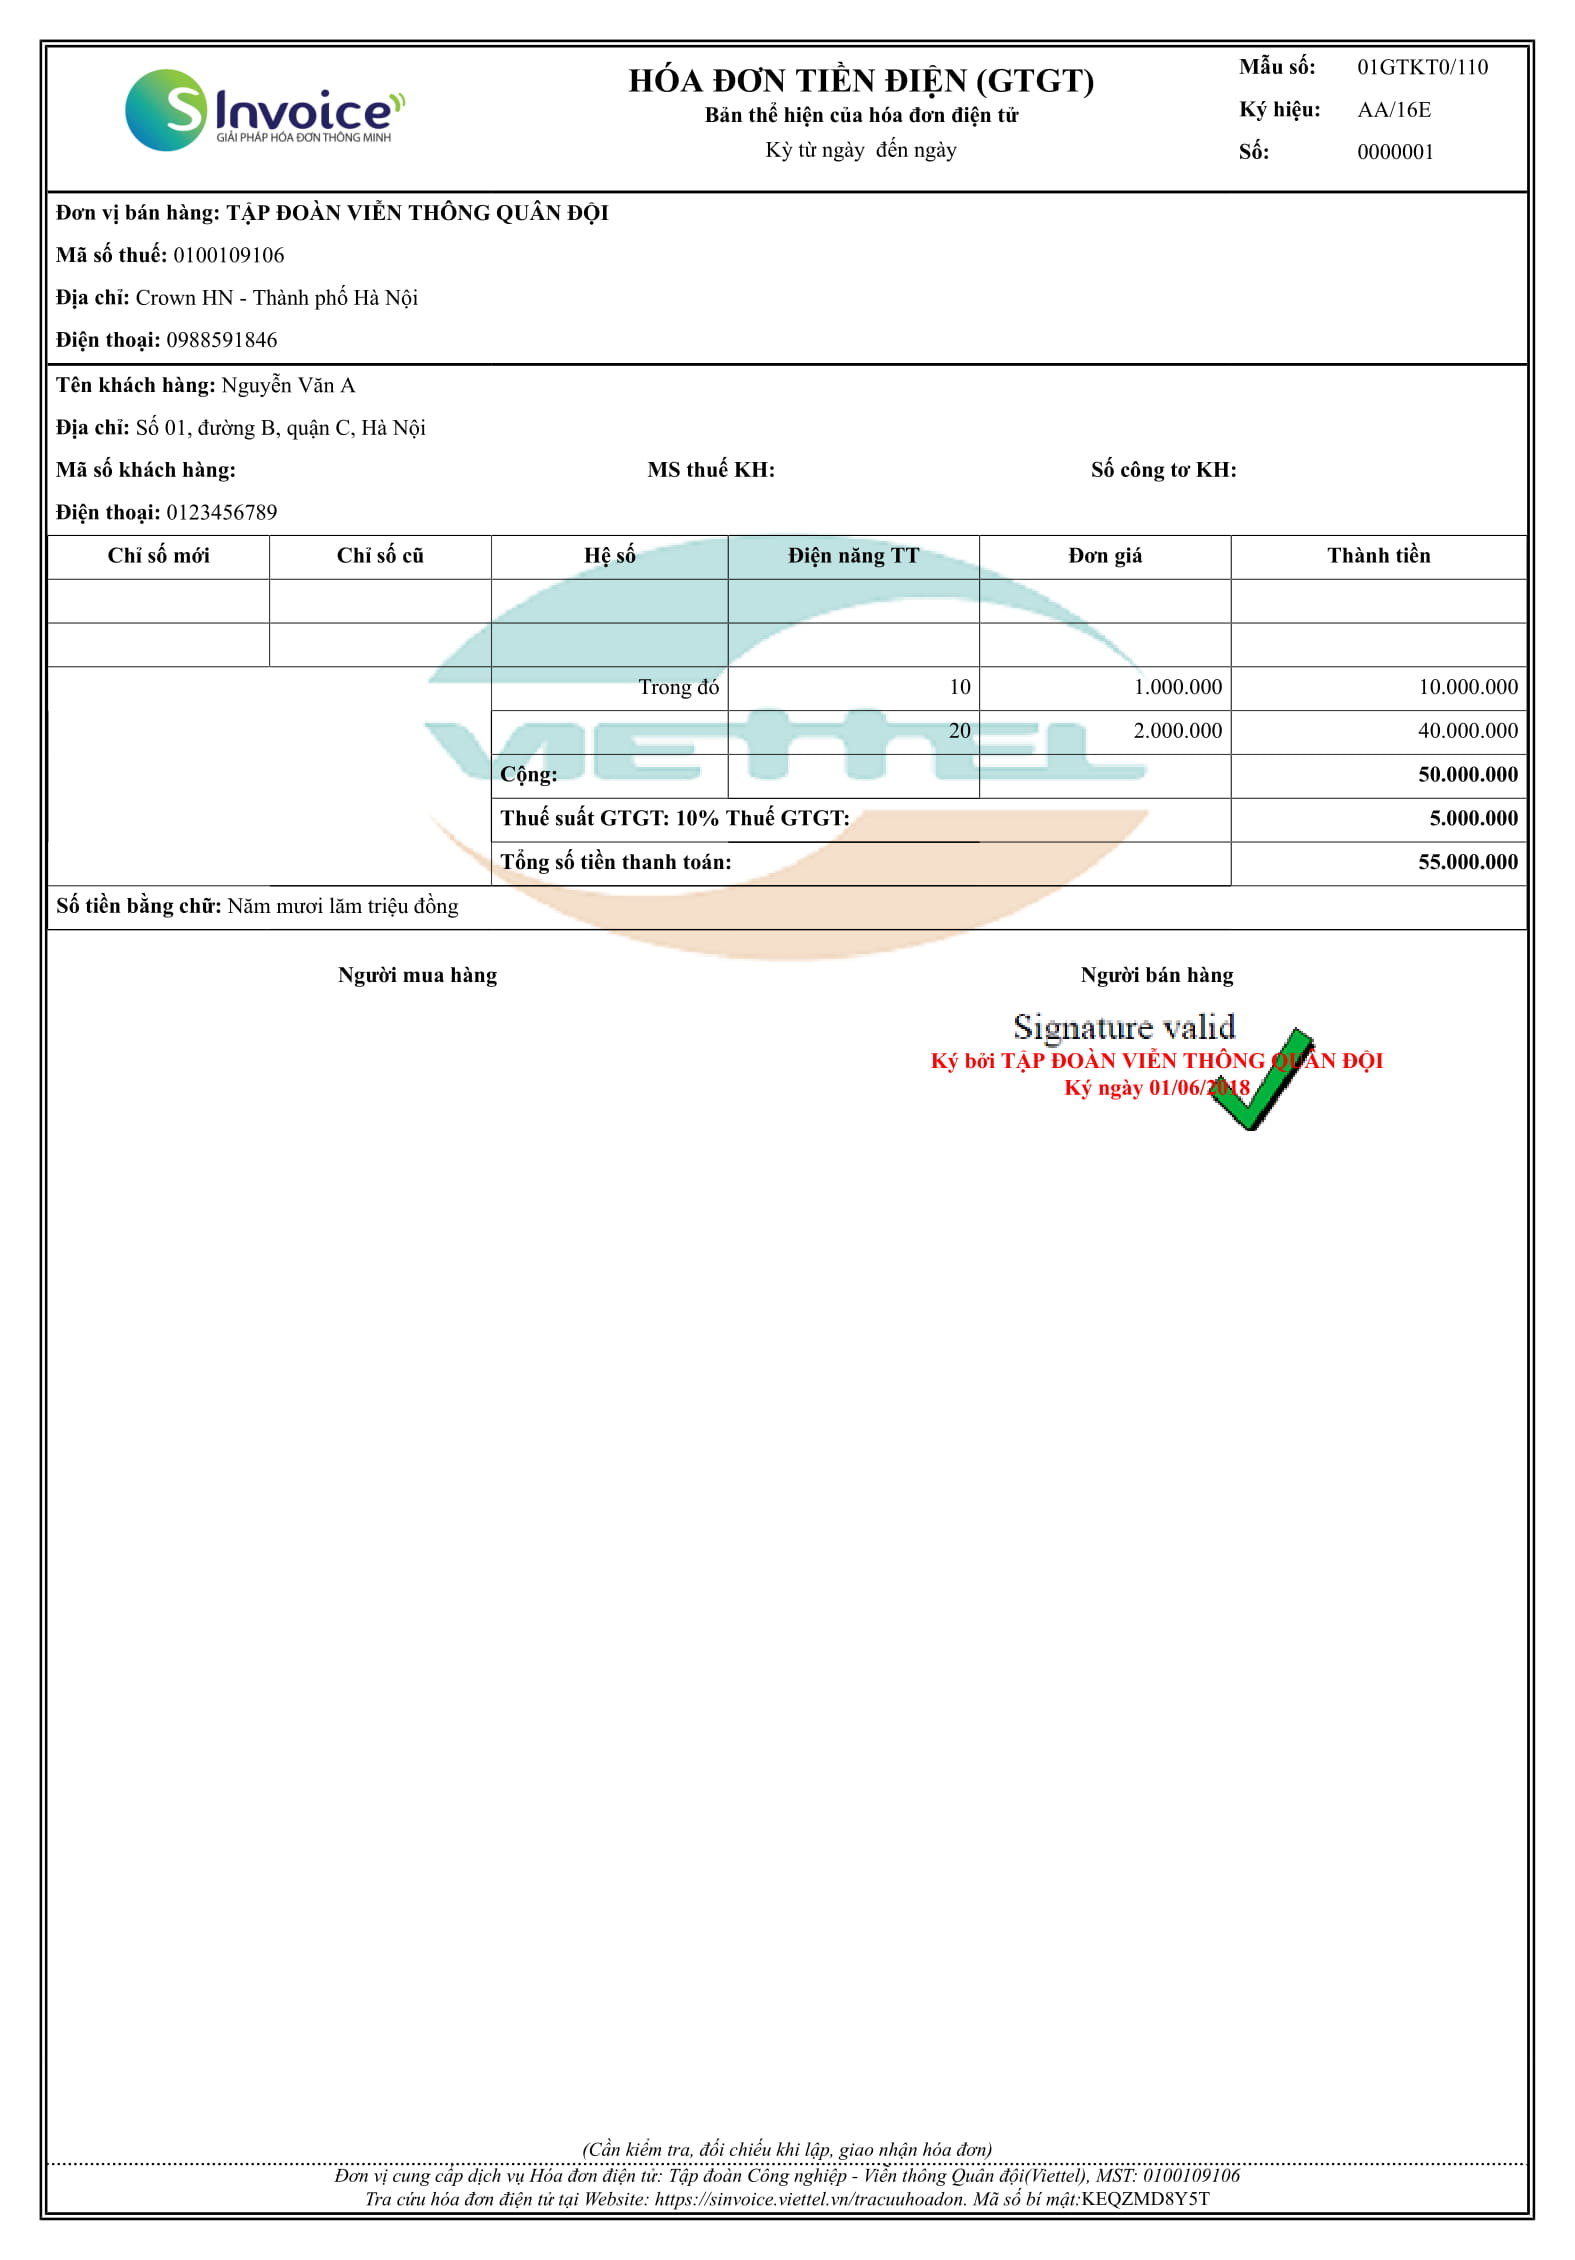 S Invoice
GIẢI PHÁP HÓA ĐƠN THÔNG MINH
HÓA ĐƠN TIỀN ĐIỆN (GTGT)
Bản thể hiện của hóa đơn điện tử
Kỳ từ ngày  đến ngày
Mẫu số: 01GTKT0/110
Ký hiệu: AA/16E
Số: 0000001
Đơn vị bán hàng: TẬP ĐOÀN VIỄN THÔNG QUÂN ĐỘI
Mã số thuế: 0100109106
Địa chỉ: Crown HN - Thành phố Hà Nội
Điện thoại: 0988591846
Tên khách hàng: Nguyễn Văn A
Địa chỉ: Số 01, đường B, quận C, Hà Nội
Mã số khách hàng: MS thuế KH: Số công tơ KH:
Điện thoại: 0123456789
Chỉ số mới Chỉ số cũ Hệ số Điện năng TT Đơn giá Thành tiền
Trong đó 10 1.000.000 10.000.000
20 2.000.000 40.000.000
VIETTEL
Cộng: 50.000.000
Thuế suất GTGT: 10% Thuế GTGT: 5.000.000
Tổng số tiền thanh toán: 55.000.000
Số tiền bằng chữ: Năm mươi lăm triệu đồng
Người mua hàng Người bán hàng
Signature valid
Ký bởi TẬP ĐOÀN VIỄN THÔNG QUÂN ĐỘI
Ký ngày 01/06/2018
(Cần kiểm tra, đối chiếu khi lập, giao nhận hóa đơn)
Đơn vị cung cấp dịch vụ Hóa đơn điện tử: Tập đoàn Công nghiệp - Viễn thông Quân đội(Viettel), MST: 0100109106
Tra cứu hóa đơn điện tử tại Website: https://sinvoice.viettel.vn/tracuuhoadon. Mã số bí mật:KEQZMD8Y5T